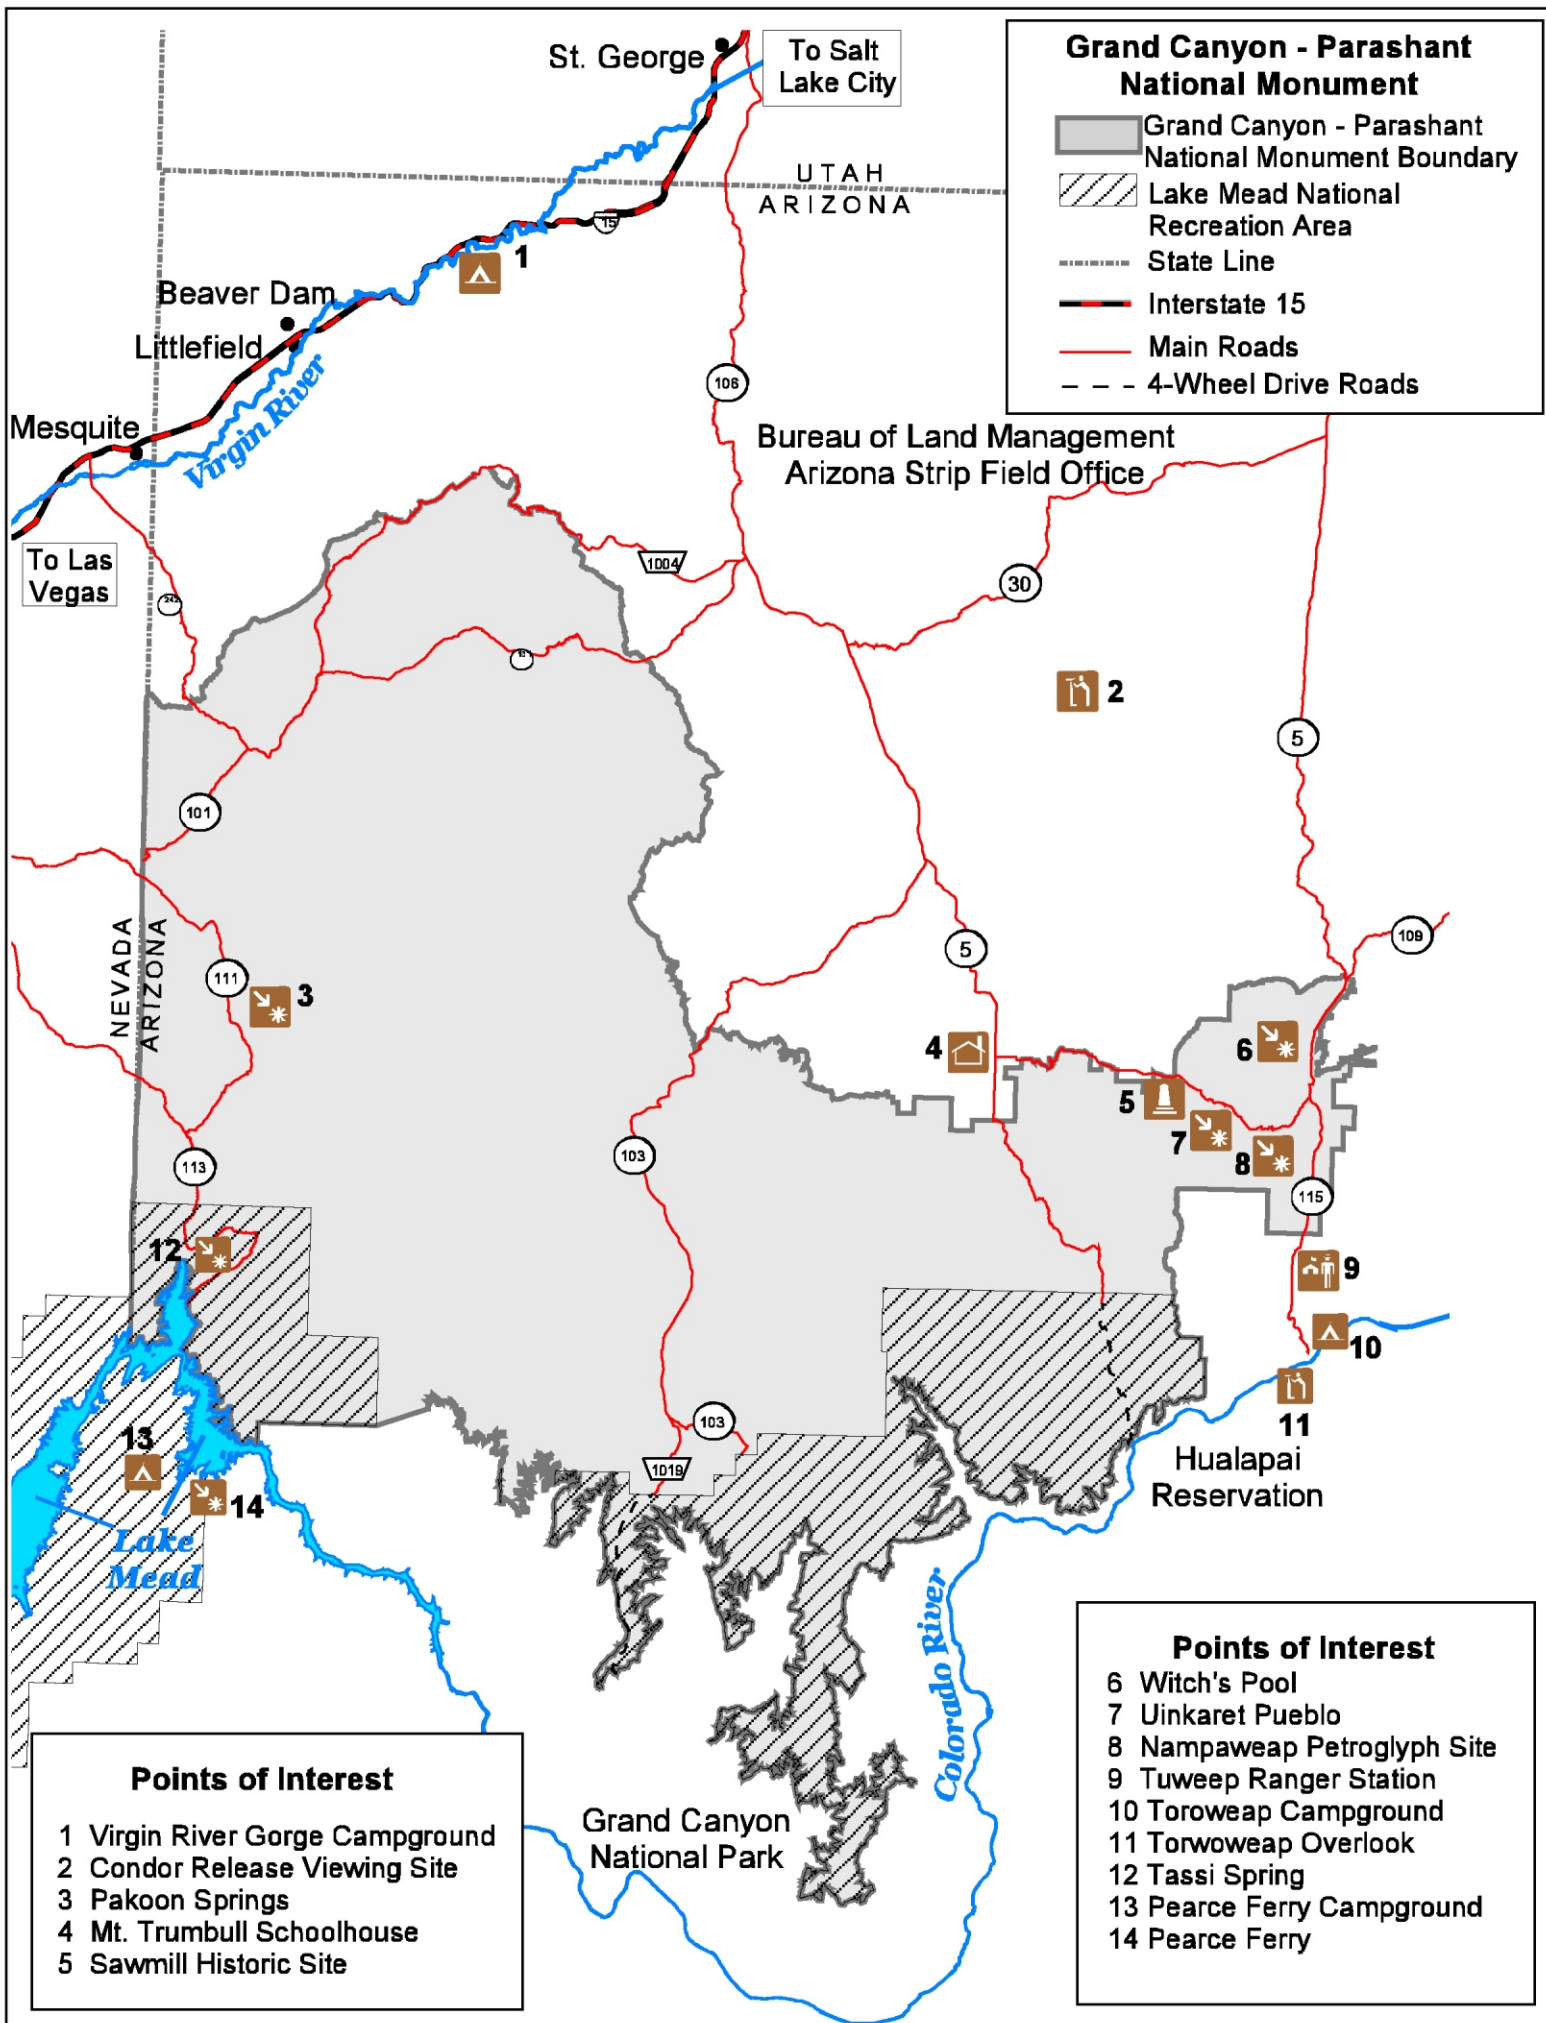 St. George
To Salt
Lake City
Grand Canyon - Parashant
National Monument
Grand Canyon - Parashant
National Monument Boundary
Lake Mead National
Recreation Area
State Line
Interstate 15
Main Roads
4-Wheel Drive Roads
UTAH
ARIZONA
15
1
Beaver Dam
Littlefield
Virgin River
Mesquite
106
Bureau of Land Management
Arizona Strip Field Office
To Las
Vegas
1004
30
242
2
5
101
109
NEVADA
ARIZONA
111
3
5
4
6
5
7
8
103
113
115
12
9
10
11
103
1019
13
14
Lake
Mead
Hualapai
Reservation
Colorado River
Grand Canyon
National Park
Points of Interest
1 Virgin River Gorge Campground
2 Condor Release Viewing Site
3 Pakoon Springs
4 Mt. Trumbull Schoolhouse
5 Sawmill Historic Site
Points of Interest
6 Witch's Pool
7 Uinkaret Pueblo
8 Nampaweap Petroglyph Site
9 Tuweep Ranger Station
10 Toroweap Campground
11 Torwoweap Overlook
12 Tassi Spring
13 Pearce Ferry Campground
14 Pearce Ferry